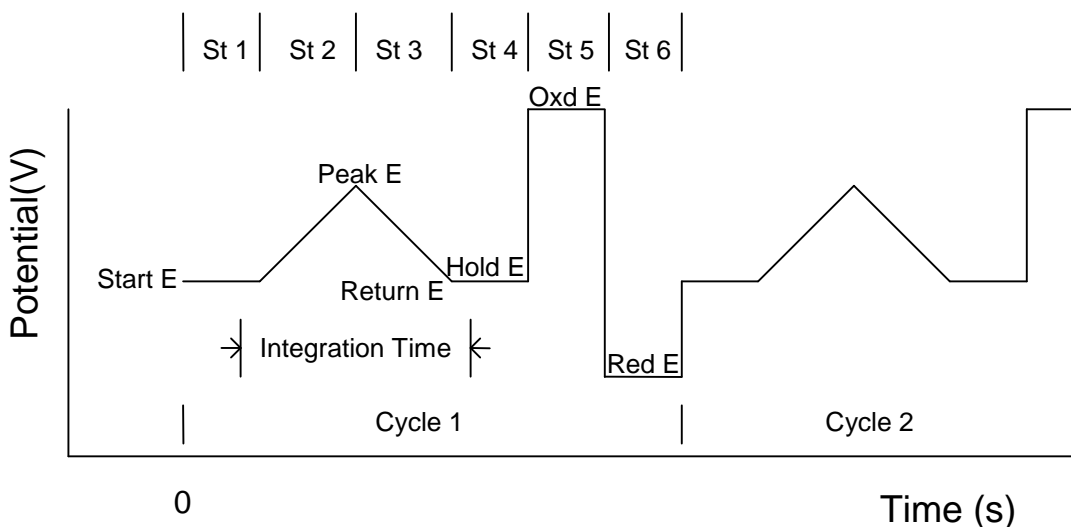 St 1 St 2 St 3 St 4 St 5 St 6
Oxd E
Potential(V)
Peak E
Start E
Hold E
Return E
Integration Time
Red E
Cycle 1 Cycle 2
0
Time (s)